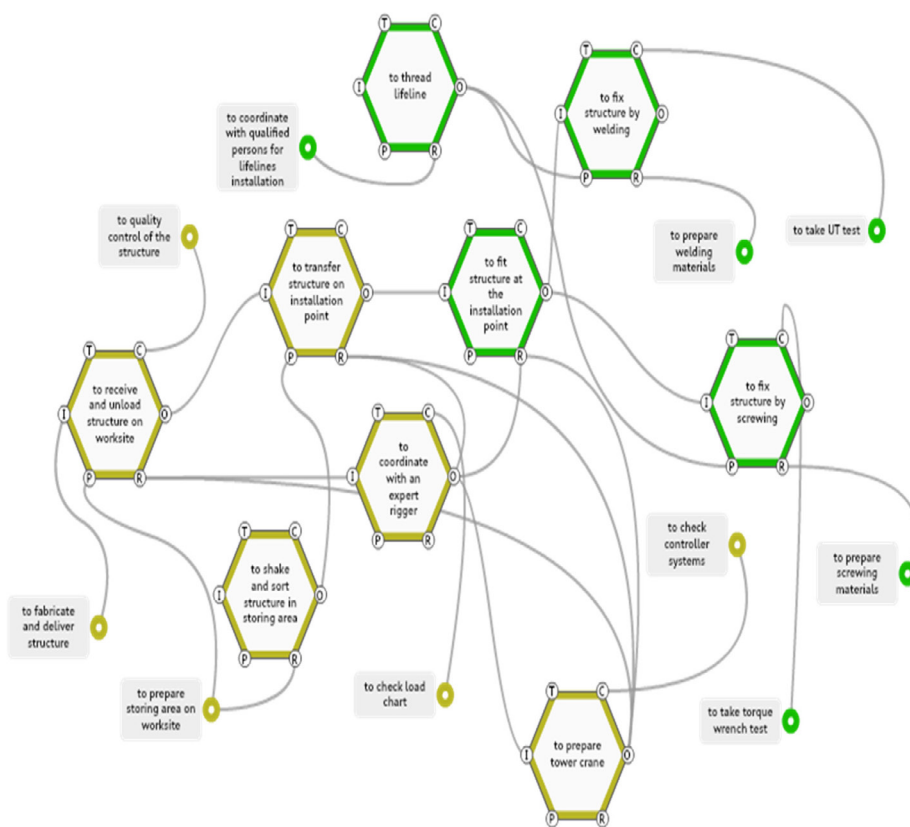 T C
to thread
lifeline
I O
P R
T C
to fix
structure by
welding
I O
P R
to coordinate
with qualified
persons for
lifelines
installation
to quality
control of the
structure
to prepare
welding
materials
to take UT test
T C
to transfer
structure on
installation
point
I O
P R
T C
to fit
structure at
the
installation
point
I O
P R
T C
to receive
and unload
structure on
worksite
I O
P R
T C
to fix
structure by
screwing
I O
P R
T C
to
coordinate
with an
expert
rigger
I O
P R
T C
to shake
and sort
structure in
storing area
I O
P R
to check
controller
systems
to prepare
screwing
materials
to fabricate
and deliver
structure
to prepare
storing area on
worksite
to check load
chart
to take torque
wrench test
T C
to prepare
tower crane
I O
P R